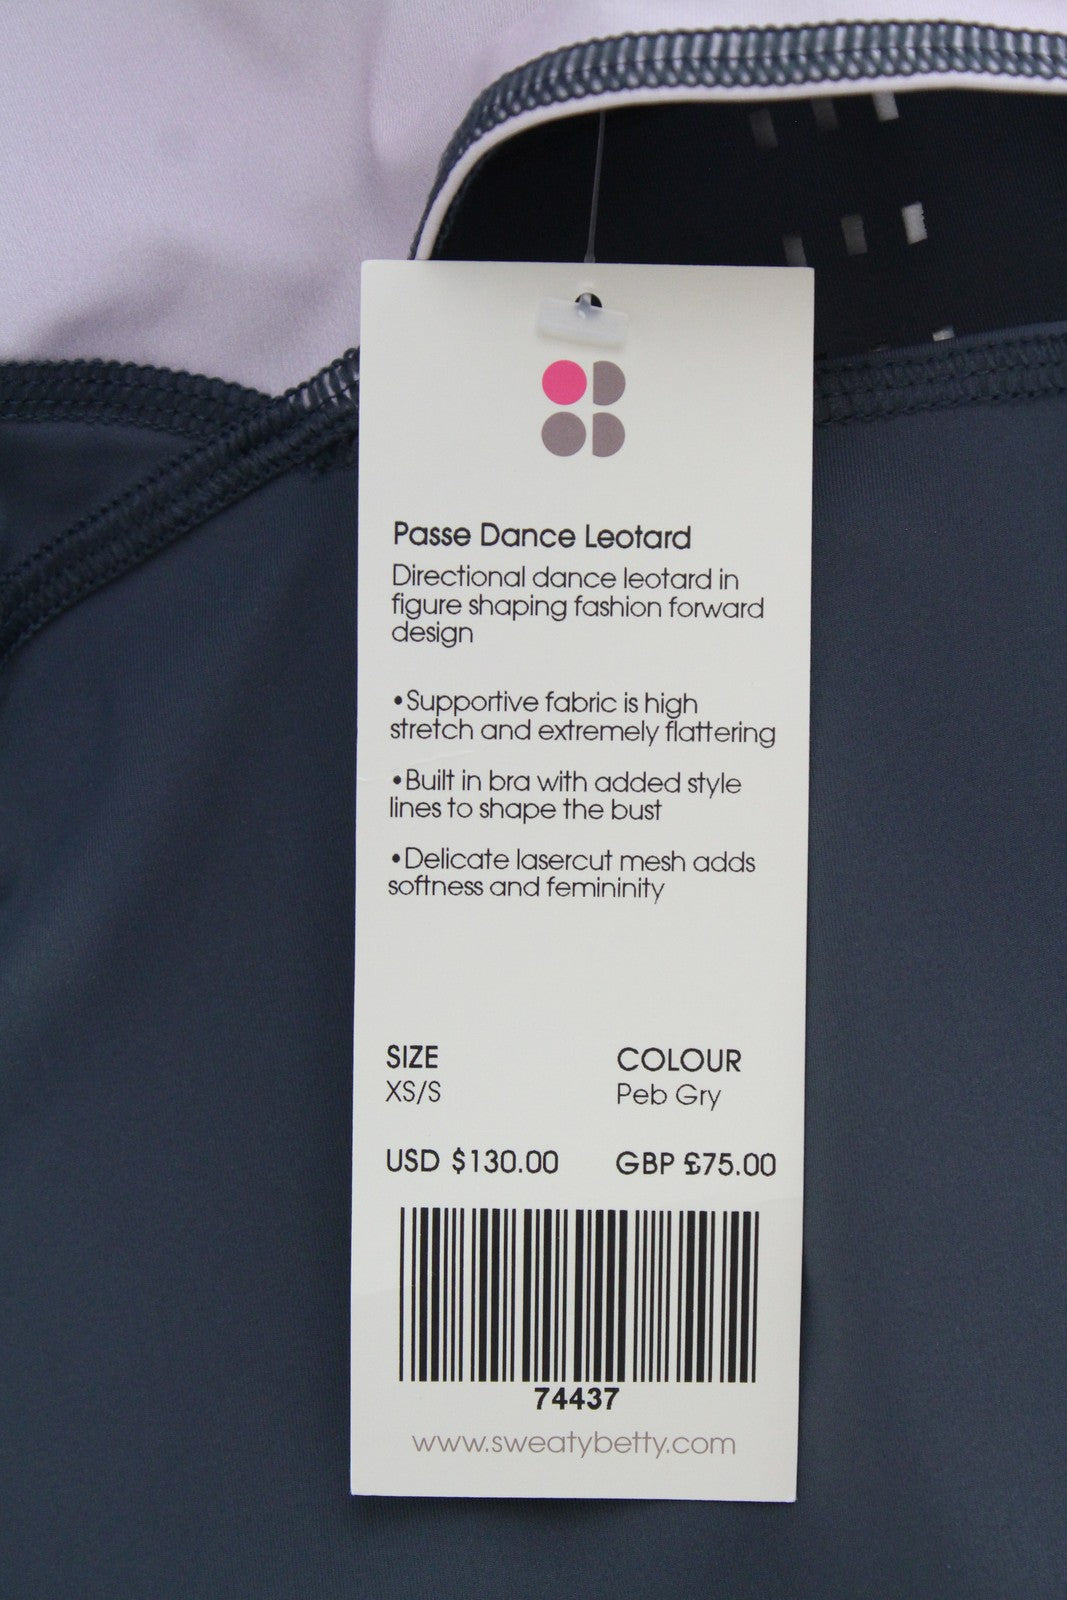 Passe Dance Leotard
Directional dance leotard in
figure shaping fashion forward
design
•Supportive fabric is high
stretch and extremely flattering
•Built in bra with added style
lines to shape the bust
•Delicate lasercut mesh adds
softness and femininity
SIZE COLOUR
XS/S Peb Gry
USD $130.00 GBP £75.00
74437
www.sweatybetty.com